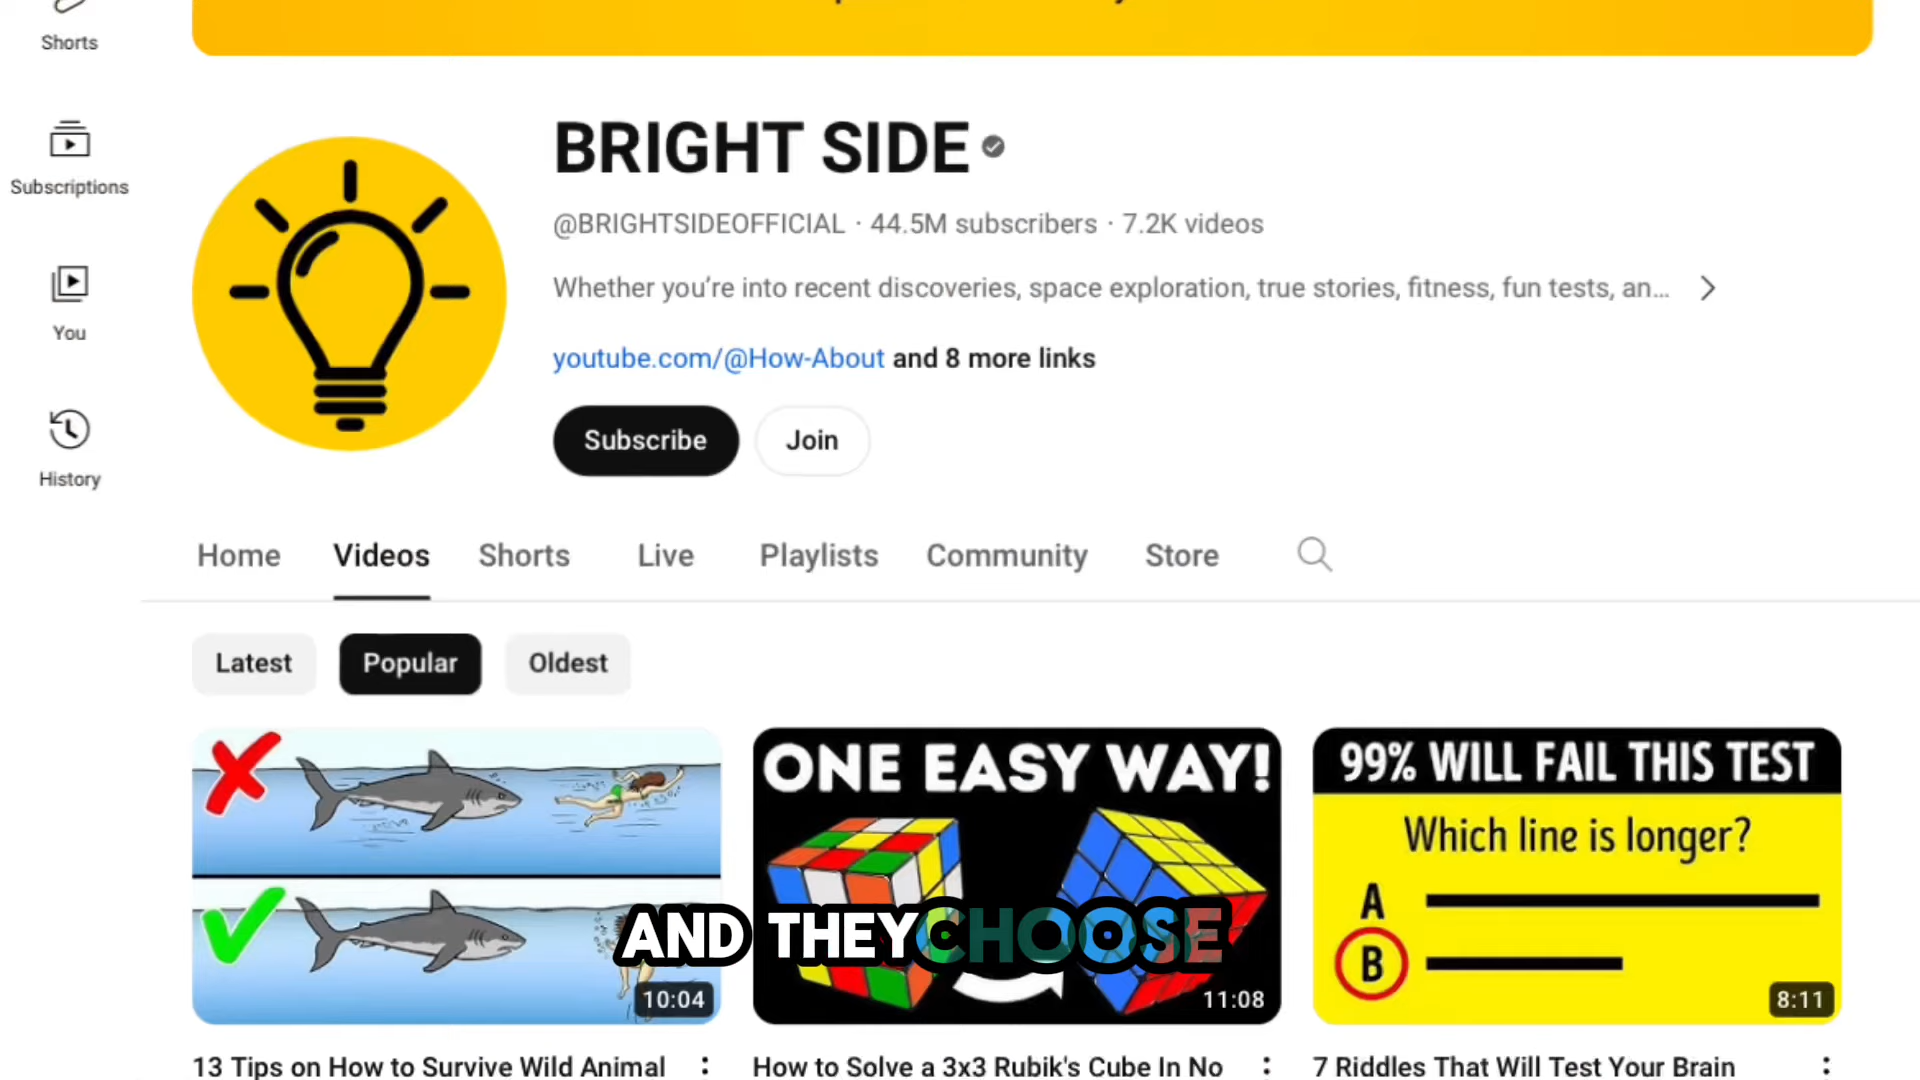 Shorts
Subscriptions
You
History
BRIGHT SIDE
@BRIGHTSIDEOFFICIAL · 44.5M subscribers · 7.2K videos
Whether you’re into recent discoveries, space exploration, true stories, fitness, fun tests, an...
youtube.com/@How-About and 8 more links
Subscribe Join
Home Videos Shorts Live Playlists Community Store
Latest Popular Oldest
10:04
ONE EASY WAY!
11:08
99% WILL FAIL THIS TEST
Which line is longer?
A
B
8:11
AND THEY CHOOSE
13 Tips on How to Survive Wild Animal
How to Solve a 3x3 Rubik's Cube In No
7 Riddles That Will Test Your Brain